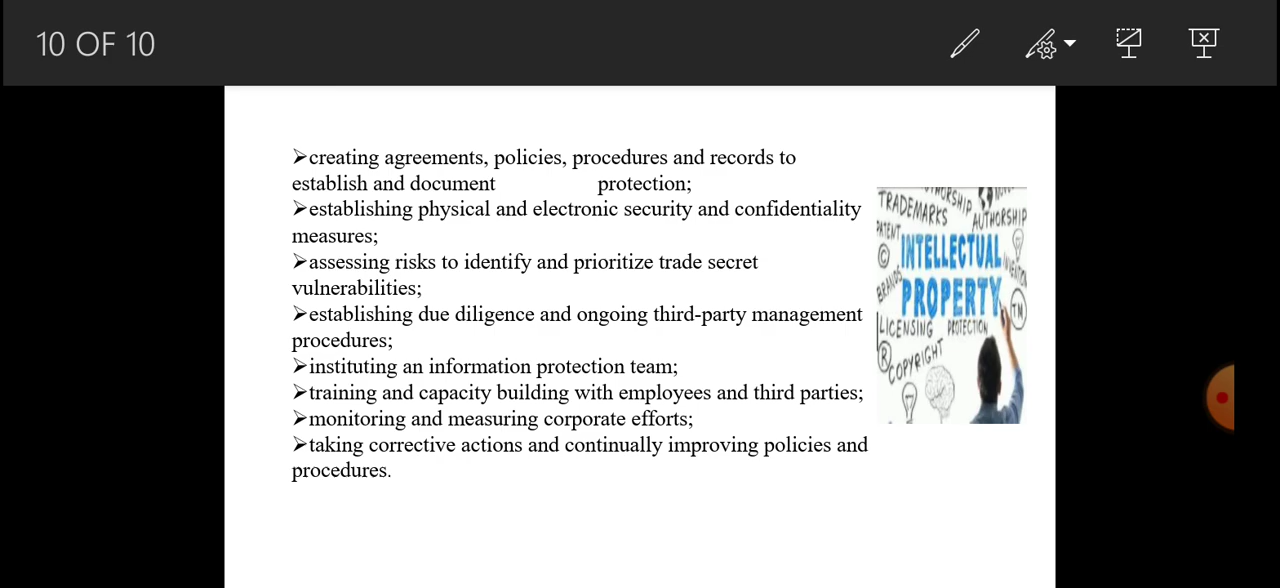 10 OF 10
➢creating agreements, policies, procedures and records to
establish and document protection;
➢establishing physical and electronic security and confidentiality
measures;
➢assessing risks to identify and prioritize trade secret
vulnerabilities;
➢establishing due diligence and ongoing third-party management
procedures;
➢instituting an information protection team;
➢training and capacity building with employees and third parties;
➢monitoring and measuring corporate efforts;
➢taking corrective actions and continually improving policies and
procedures.
TRADEMARKS
AUTHORSHIP
PATENT
©
INTELLECTUAL
INVENTION
BRANDS
PROPERTY
LICENSING PROTECTION
®
COPYRIGHT